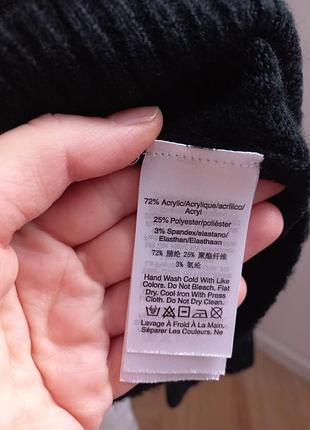 72% Acrylic/Acrylique/acrílico/
Acryl
25% Polyester/poliéster
3% Spandex/elastano/
Elasthan/Elasthaan
72% 腈纶 25% 聚酯纤维
3% 氨纶
Hand Wash Cold With Like
Colors. Do Not Bleach. Flat
Dry. Cool Iron With Press
Cloth. Do Not Dry Clean.
Lavage À Froid À La Main.
Séparer Les Couleurs. Ne